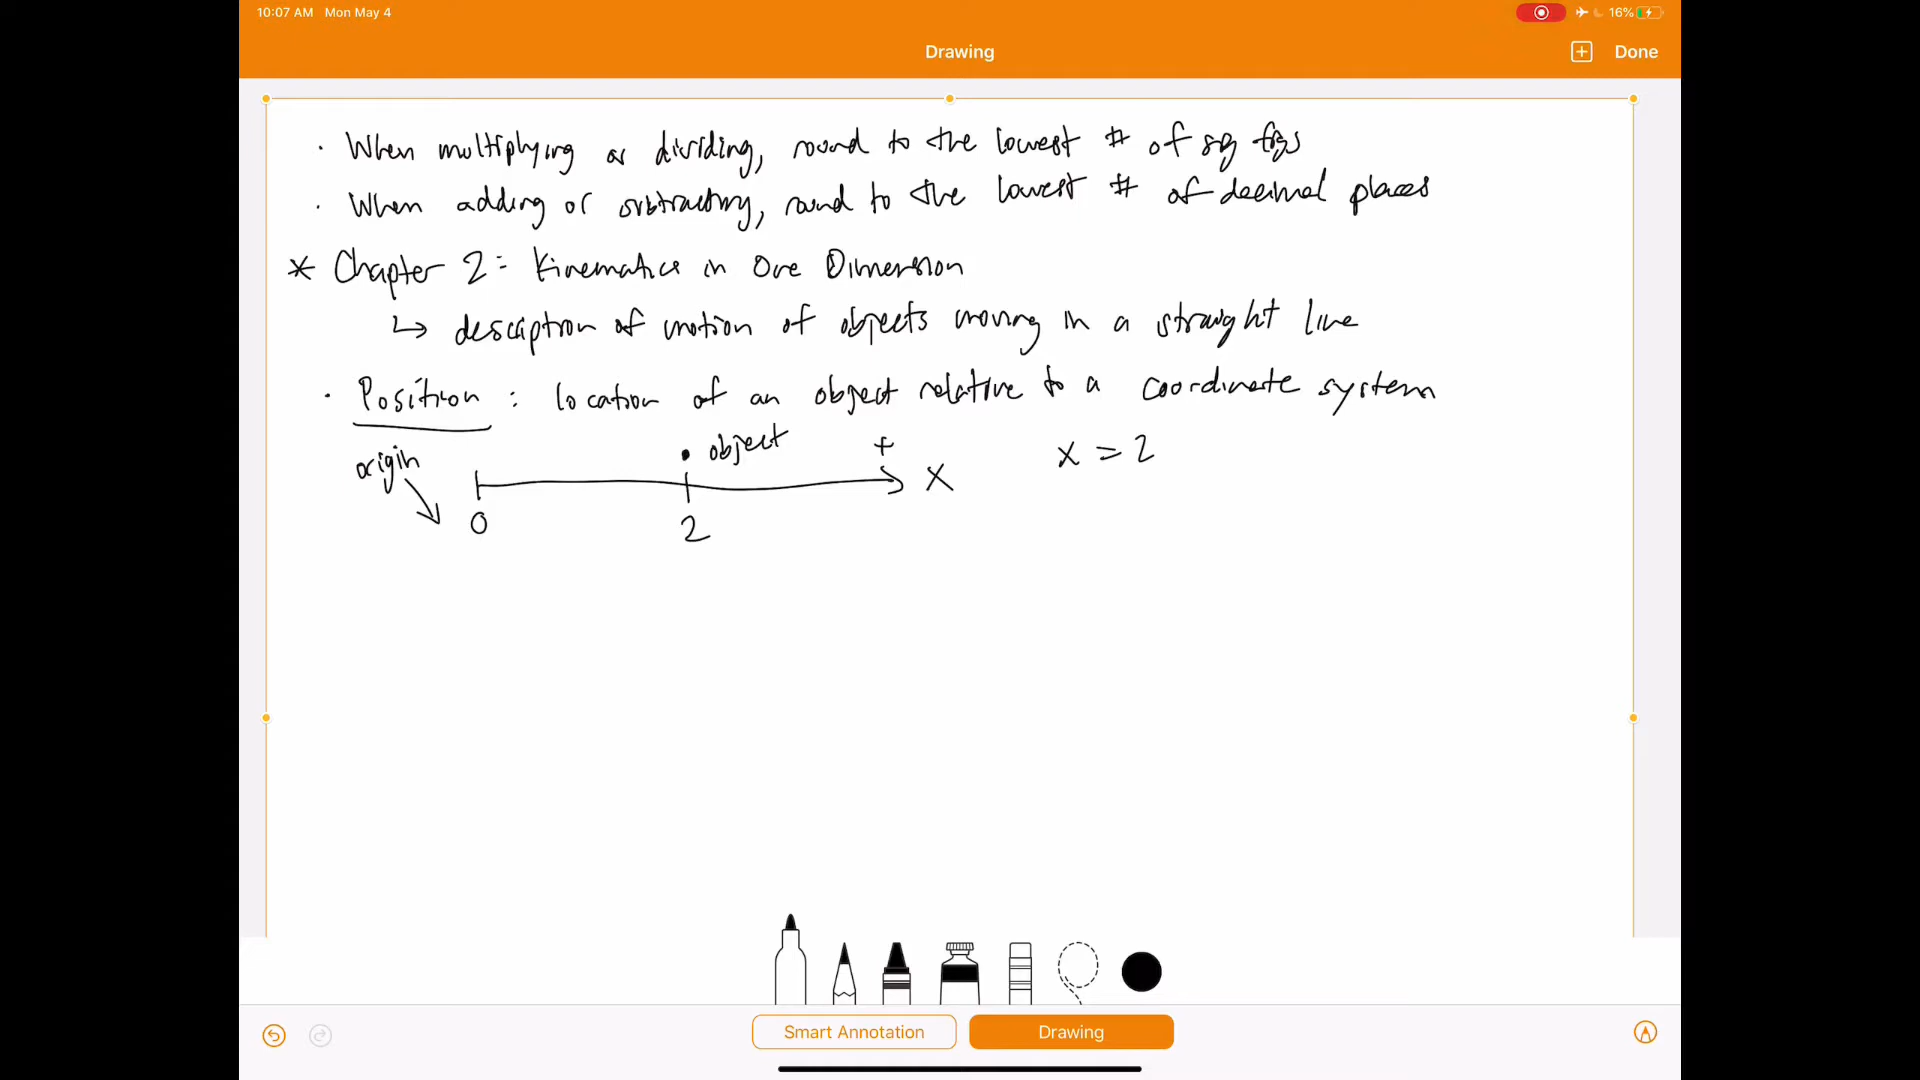 10:07 AM Mon May 4
16%
Drawing
Done
· When multiplying or dividing, round to the lowest # of sig figs
· When adding or subtracting, round to the lowest # of decimal places
* Chapter 2: Kinematics in One Dimension
↳ description of motion of objects moving in a straight line
· Position: location of an object relative to a coordinate system
origin
• object
+
X
x = 2
0
2
Smart Annotation
Drawing